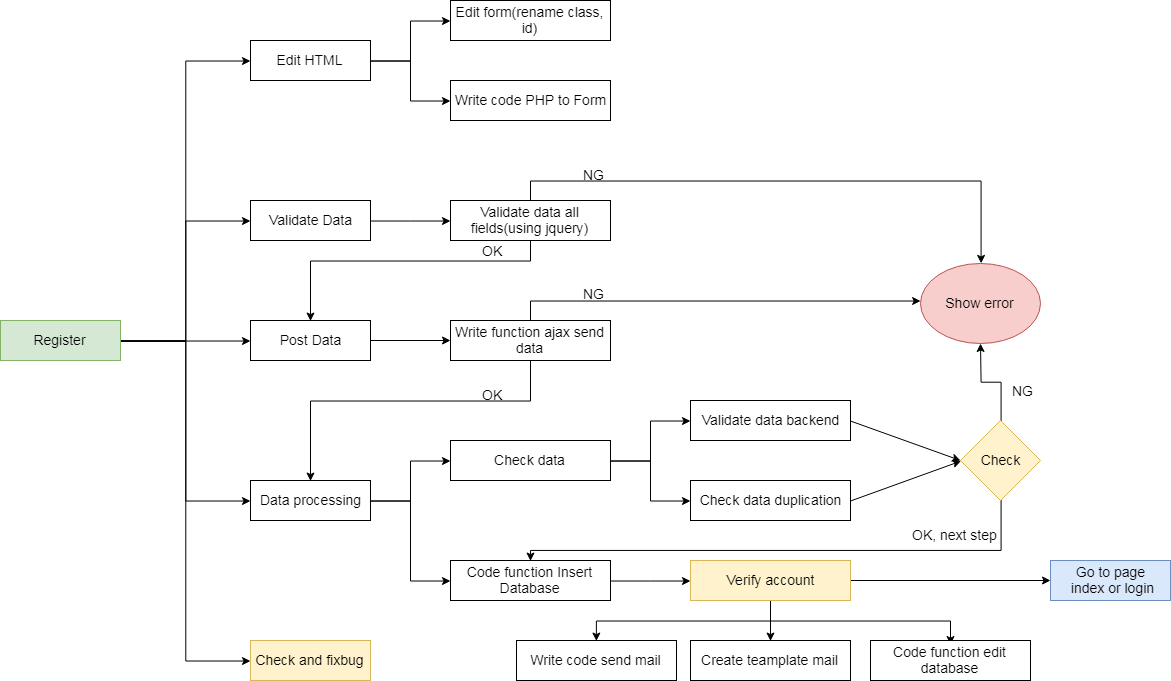 Edit form(rename class,
id)
Edit HTML
Write code PHP to Form
NG
Validate Data
Validate data all
fields(using jquery)
OK
NG
Show error
Register
Post Data
Write function ajax send
data
OK
NG
Validate data backend
Check data
Check
Data processing
Check data duplication
OK, next step
Code function Insert
Database
Verify account
Go to page
index or login
Check and fixbug
Write code send mail
Create teamplate mail
Code function edit
database